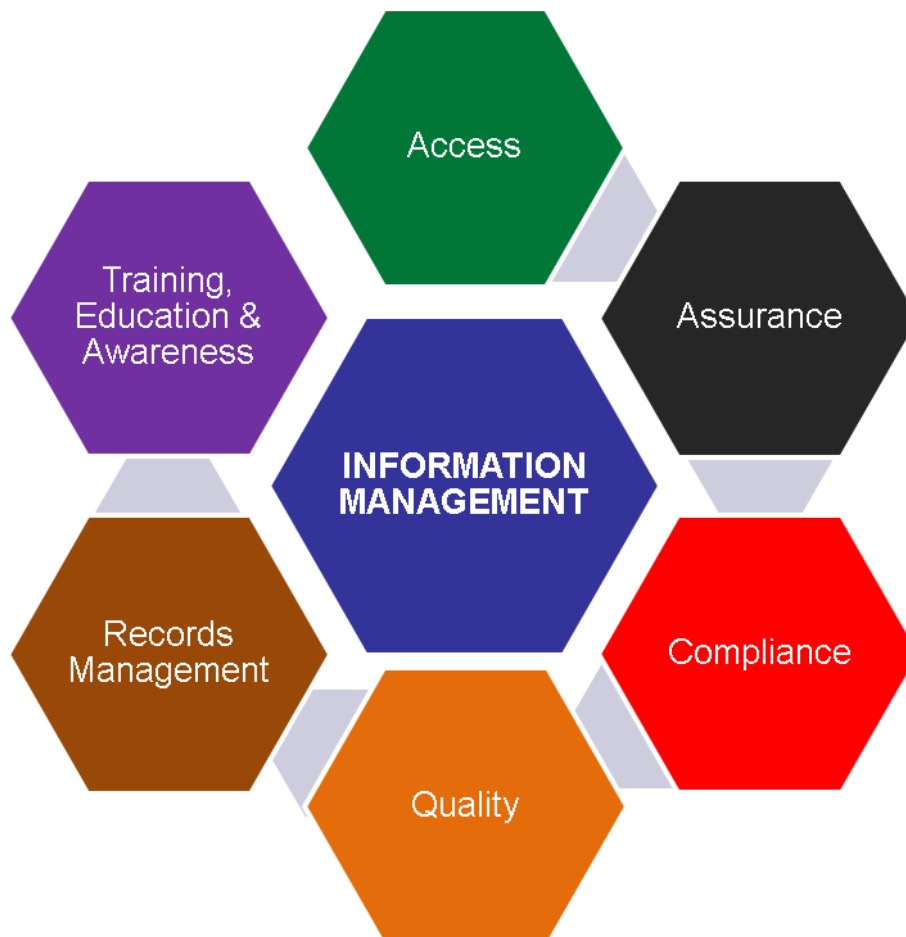 Access
Training,
Education &
Awareness
Assurance
INFORMATION
MANAGEMENT
Records
Management
Compliance
Quality